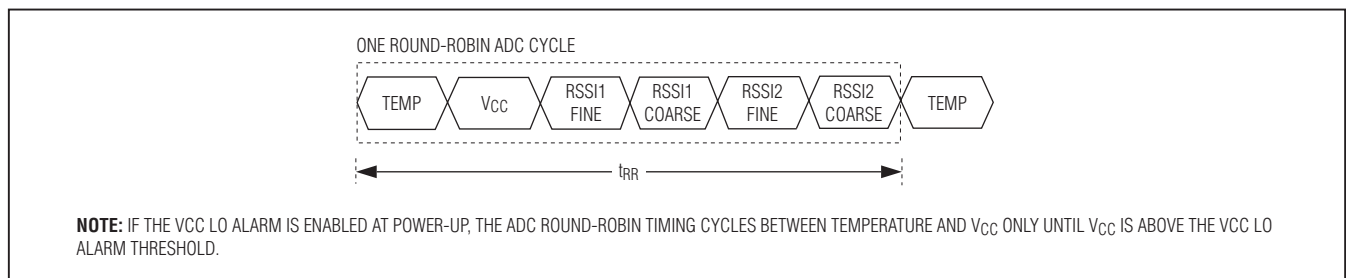 ONE ROUND-ROBIN ADC CYCLE
TEMP
VCC
RSSI1
FINE
RSSI1
COARSE
RSSI2
FINE
RSSI2
COARSE
TEMP
tRR
NOTE: IF THE VCC LO ALARM IS ENABLED AT POWER-UP, THE ADC ROUND-ROBIN TIMING CYCLES BETWEEN TEMPERATURE AND VCC ONLY UNTIL VCC IS ABOVE THE VCC LO
ALARM THRESHOLD.